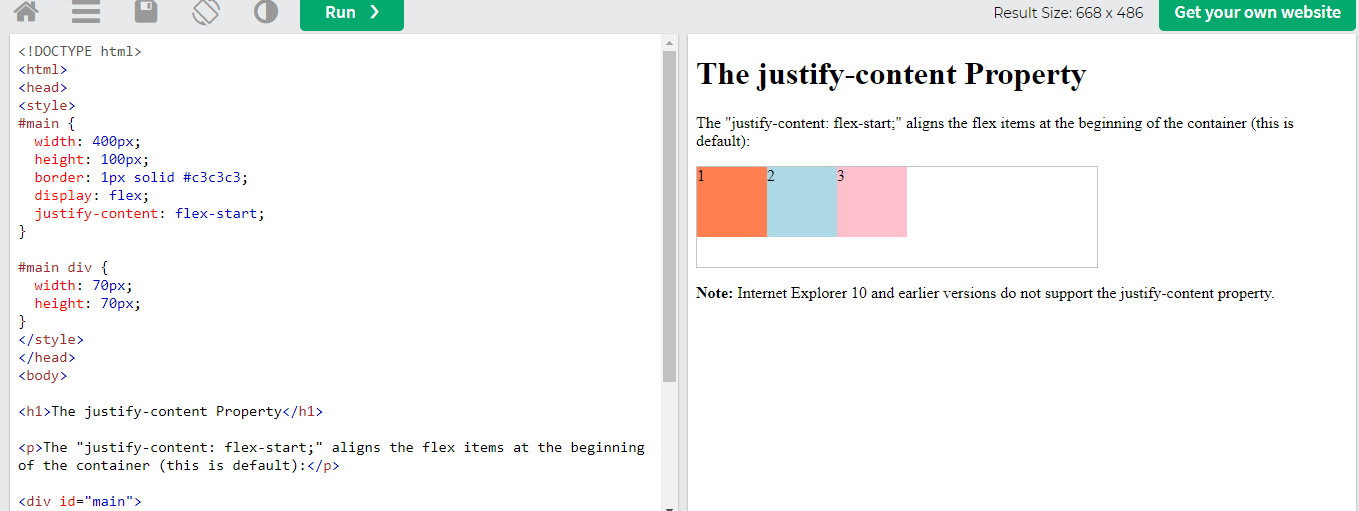 Run ❯
Result Size: 668 x 486
Get your own website
<!DOCTYPE html>
<html>
<head>
<style>
#main {
  width: 400px;
  height: 100px;
  border: 1px solid #c3c3c3;
  display: flex;
  justify-content: flex-start;
}

#main div {
  width: 70px;
  height: 70px;
}
</style>
</head>
<body>

<h1>The justify-content Property</h1>

<p>The "justify-content: flex-start;" aligns the flex items at the beginning
of the container (this is default):</p>

<div id="main">
The justify-content Property
The "justify-content: flex-start;" aligns the flex items at the beginning of the container (this is
default):
1 2 3
Note: Internet Explorer 10 and earlier versions do not support the justify-content property.